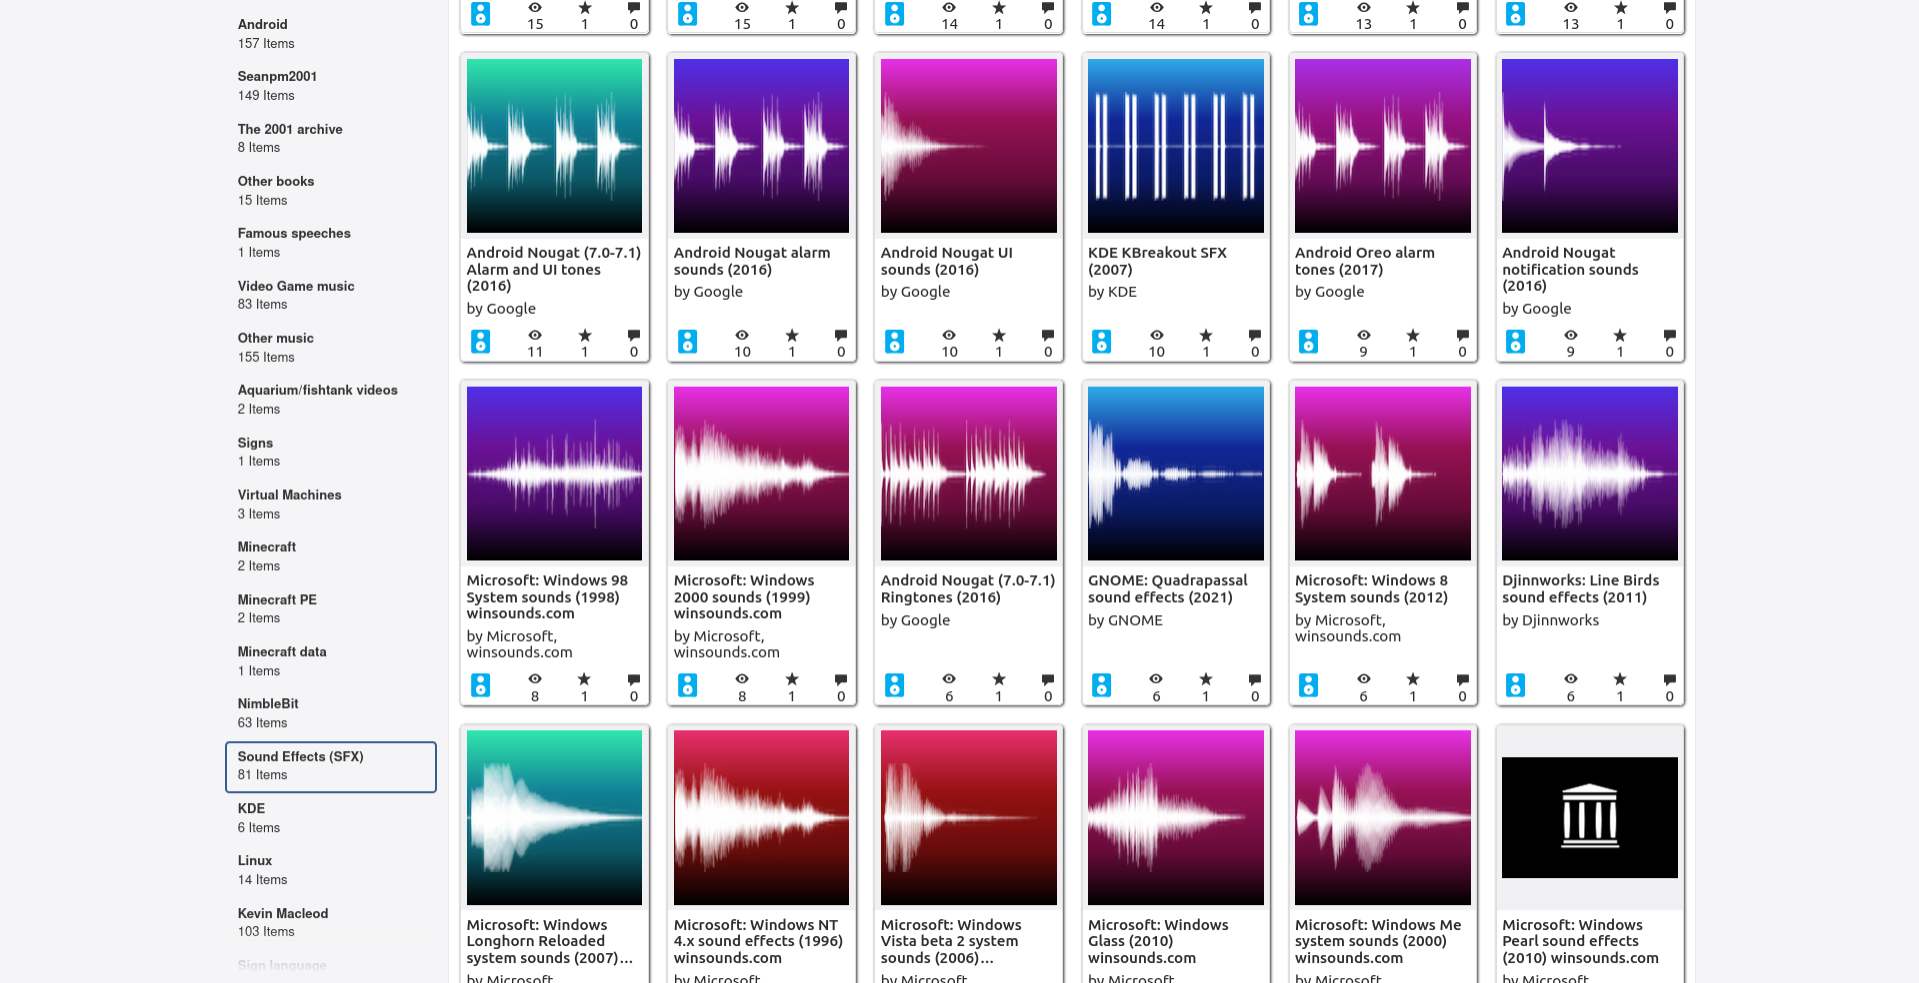 Android
157 Items
Seanpm2001
149 Items
The 2001 archive
8 Items
Other books
15 Items
Famous speeches
1 Items
Video Game music
83 Items
Other music
155 Items
Aquarium/fishtank videos
2 Items
Signs
1 Items
Virtual Machines
3 Items
Minecraft
2 Items
Minecraft PE
2 Items
Minecraft data
1 Items
NimbleBit
63 Items
Sound Effects (SFX)
81 Items
KDE
6 Items
Linux
14 Items
Kevin Macleod
103 Items
Sign language
15 1 0
15 1 0
14 1 0
14 1 0
13 1 0
13 1 0
Android Nougat (7.0-7.1)
Alarm and UI tones
(2016)
by Google
11 1 0
Android Nougat alarm
sounds (2016)
by Google
10 1 0
Android Nougat UI
sounds (2016)
by Google
10 1 0
KDE KBreakout SFX
(2007)
by KDE
10 1 0
Android Oreo alarm
tones (2017)
by Google
9 1 0
Android Nougat
notification sounds
(2016)
by Google
9 1 0
Microsoft: Windows 98
System sounds (1998)
winsounds.com
by Microsoft,
winsounds.com
8 1 0
Microsoft: Windows
2000 sounds (1999)
winsounds.com
by Microsoft,
winsounds.com
8 1 0
Android Nougat (7.0-7.1)
Ringtones (2016)
by Google
6 1 0
GNOME: Quadrapassal
sound effects (2021)
by GNOME
6 1 0
Microsoft: Windows 8
System sounds (2012)
by Microsoft,
winsounds.com
6 1 0
Djinnworks: Line Birds
sound effects (2011)
by Djinnworks
6 1 0
Microsoft: Windows
Longhorn Reloaded
system sounds (2007)...
by Microsoft
Microsoft: Windows NT
4.x sound effects (1996)
winsounds.com
by Microsoft
Microsoft: Windows
Vista beta 2 system
sounds (2006)...
by Microsoft
Microsoft: Windows
Glass (2010)
winsounds.com
by Microsoft
Microsoft: Windows Me
system sounds (2000)
winsounds.com
by Microsoft
Microsoft: Windows
Pearl sound effects
(2010) winsounds.com
by Microsoft